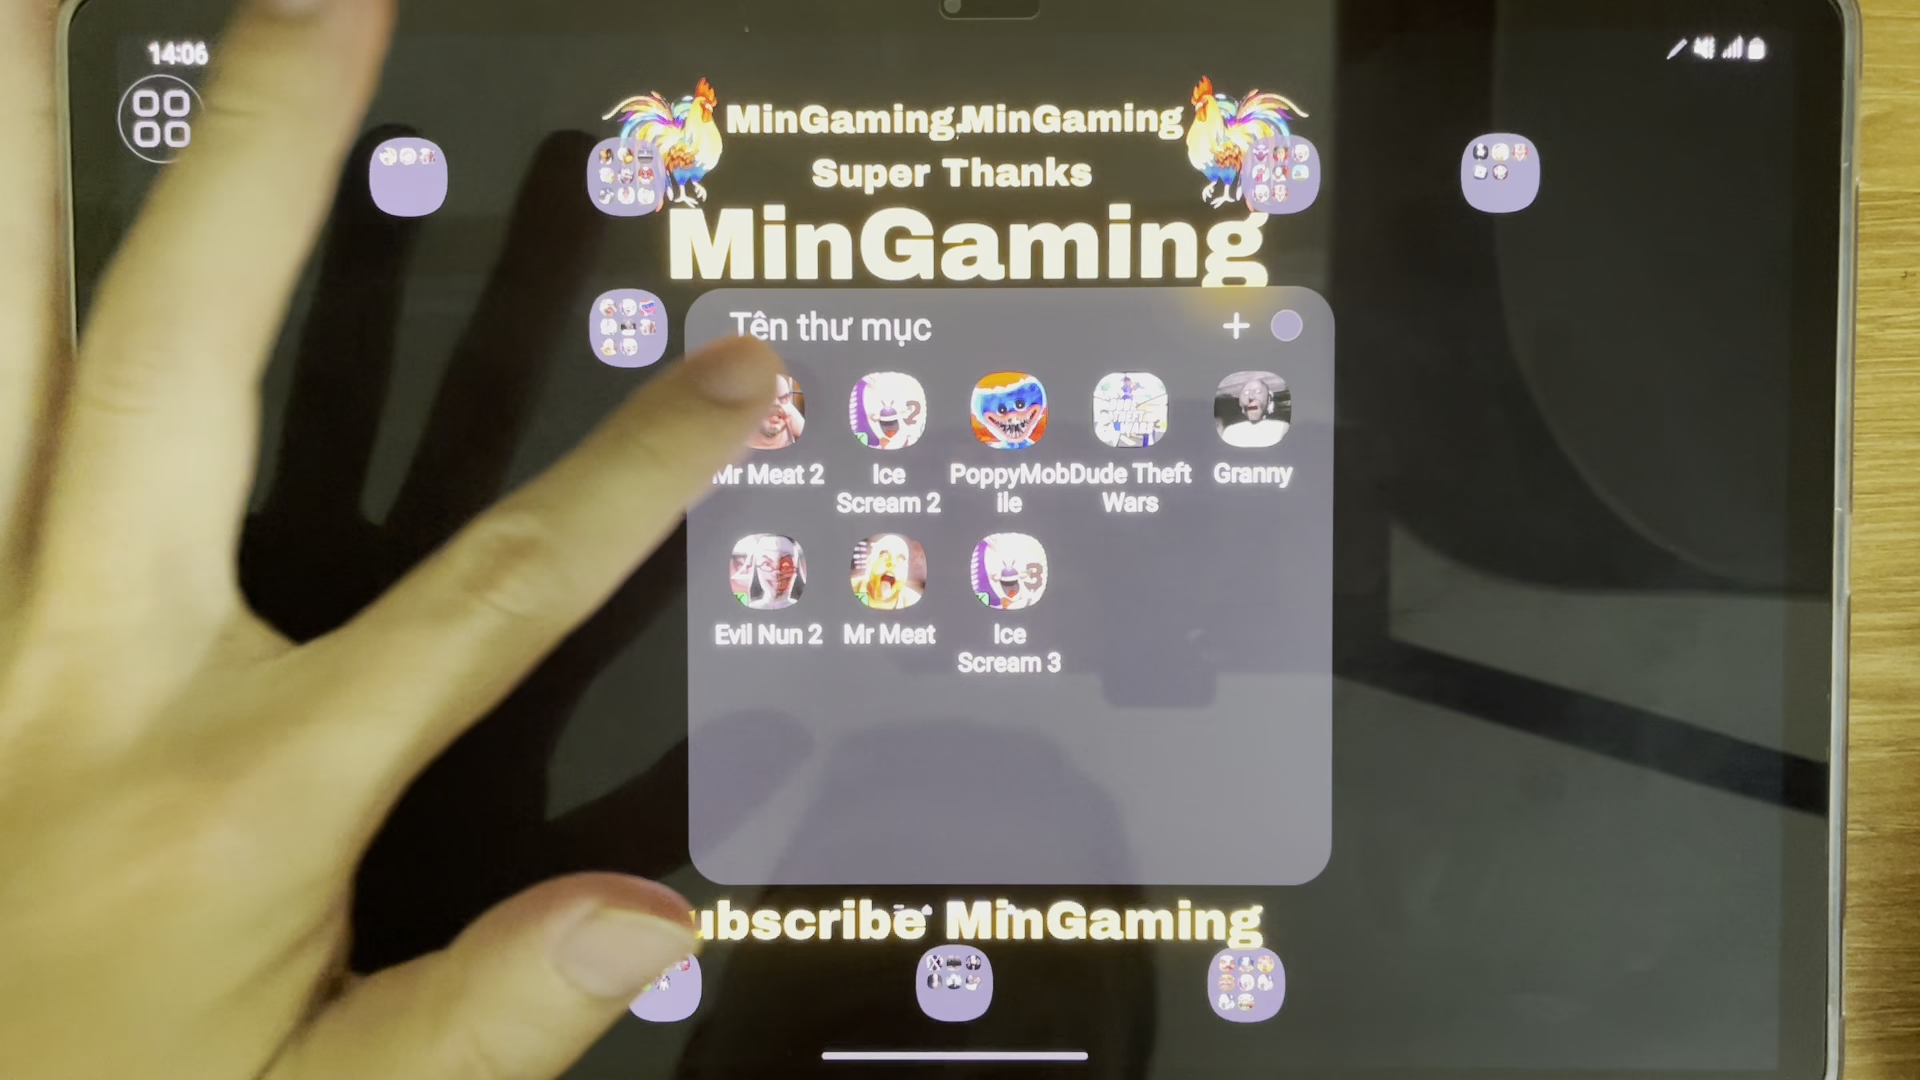 14:06
MinGaming,MinGaming
Super Thanks
MinGaming
Tên thư mục
Mr Meat 2
Ice
Scream 2
PoppyMob
ile
Dude Theft
Wars
Granny
Evil Nun 2
Mr Meat
Ice
Scream 3
ubscribe MinGaming